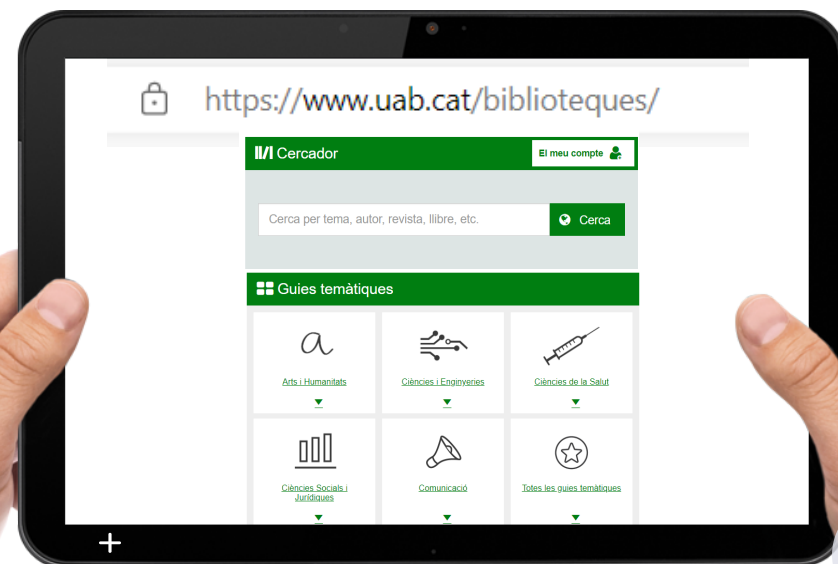 https://www.uab.cat/biblioteques/
Cercador
El meu compte
Cerca per tema, autor, revista, llibre, etc.
Cerca
Guies temàtiques
Arts i Humanitats
Ciències i Enginyeries
Ciències de la Salut
Ciències Socials i
Jurídiques
Comunicació
Totes les guies temàtiques